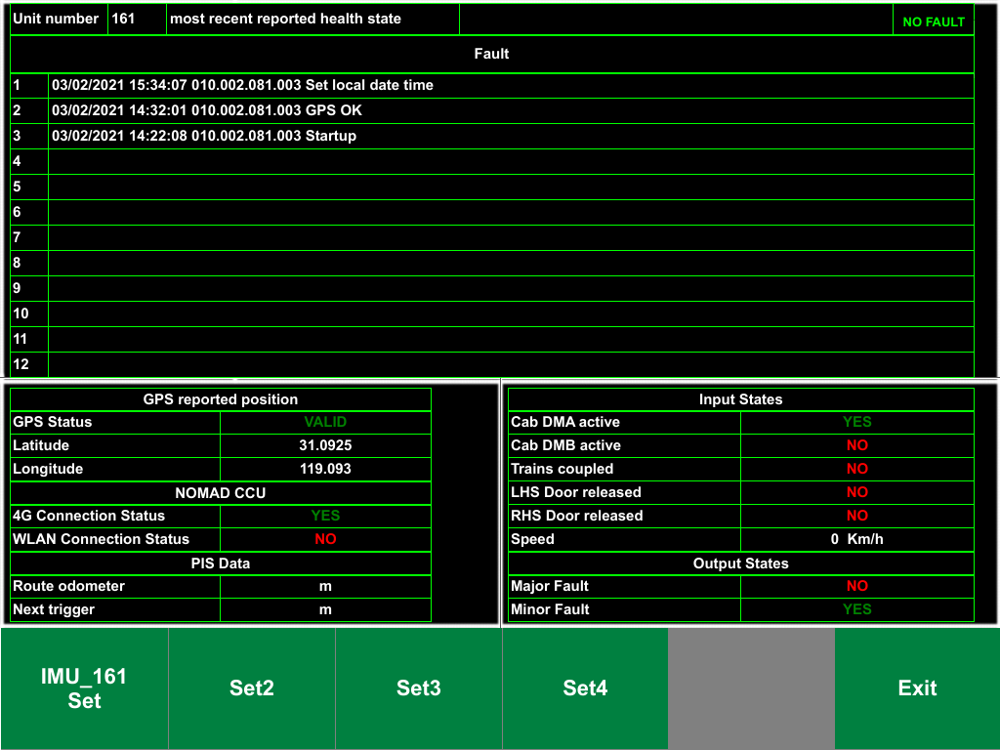 Unit number 161 most recent reported health state NO FAULT
Fault
1 03/02/2021 15:34:07 010.002.081.003 Set local date time
2 03/02/2021 14:32:01 010.002.081.003 GPS OK
3 03/02/2021 14:22:08 010.002.081.003 Startup
4
5
6
7
8
9
10
11
12
GPS reported position
GPS Status VALID
Latitude 31.0925
Longitude 119.093
NOMAD CCU
4G Connection Status YES
WLAN Connection Status NO
PIS Data
Route odometer m
Next trigger m
Input States
Cab DMA active YES
Cab DMB active NO
Trains coupled NO
LHS Door released NO
RHS Door released NO
Speed 0 Km/h
Output States
Major Fault NO
Minor Fault YES
IMU_161
Set
Set2
Set3
Set4
Exit